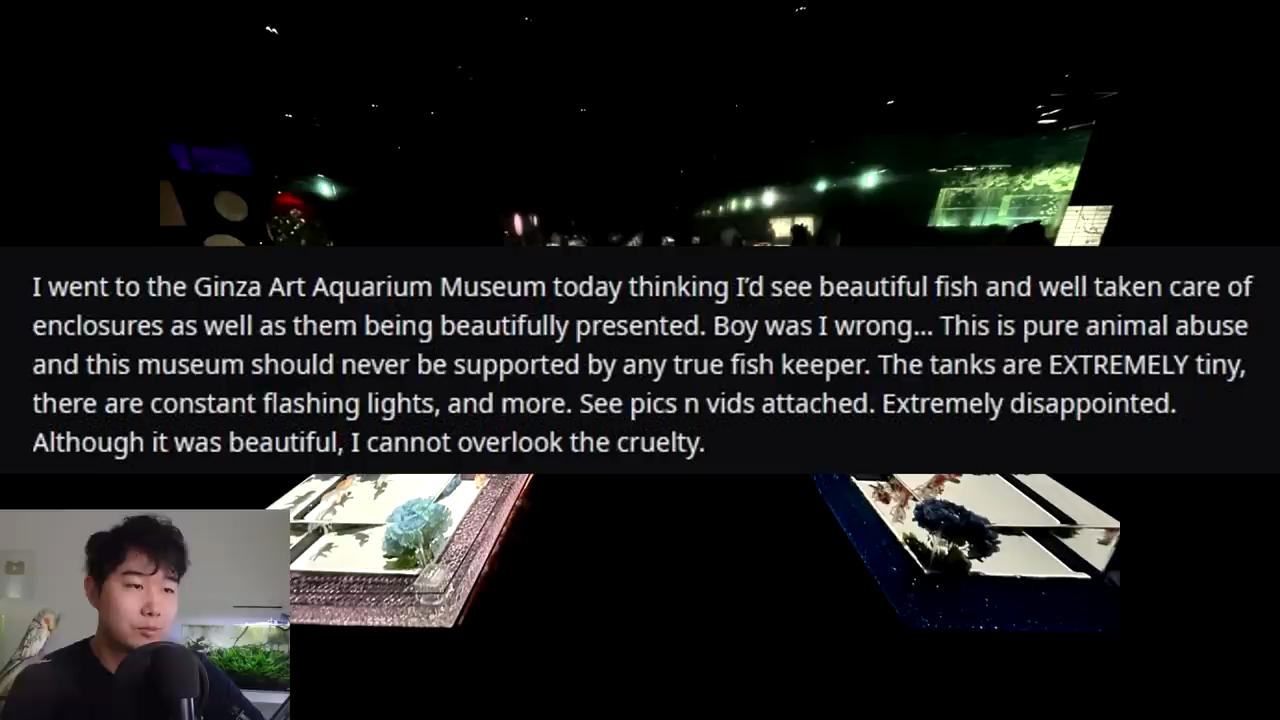 I went to the Ginza Art Aquarium Museum today thinking I'd see beautiful fish and well taken care of
enclosures as well as them being beautifully presented. Boy was I wrong... This is pure animal abuse
and this museum should never be supported by any true fish keeper. The tanks are EXTREMELY tiny,
there are constant flashing lights, and more. See pics n vids attached. Extremely disappointed.
Although it was beautiful, I cannot overlook the cruelty.